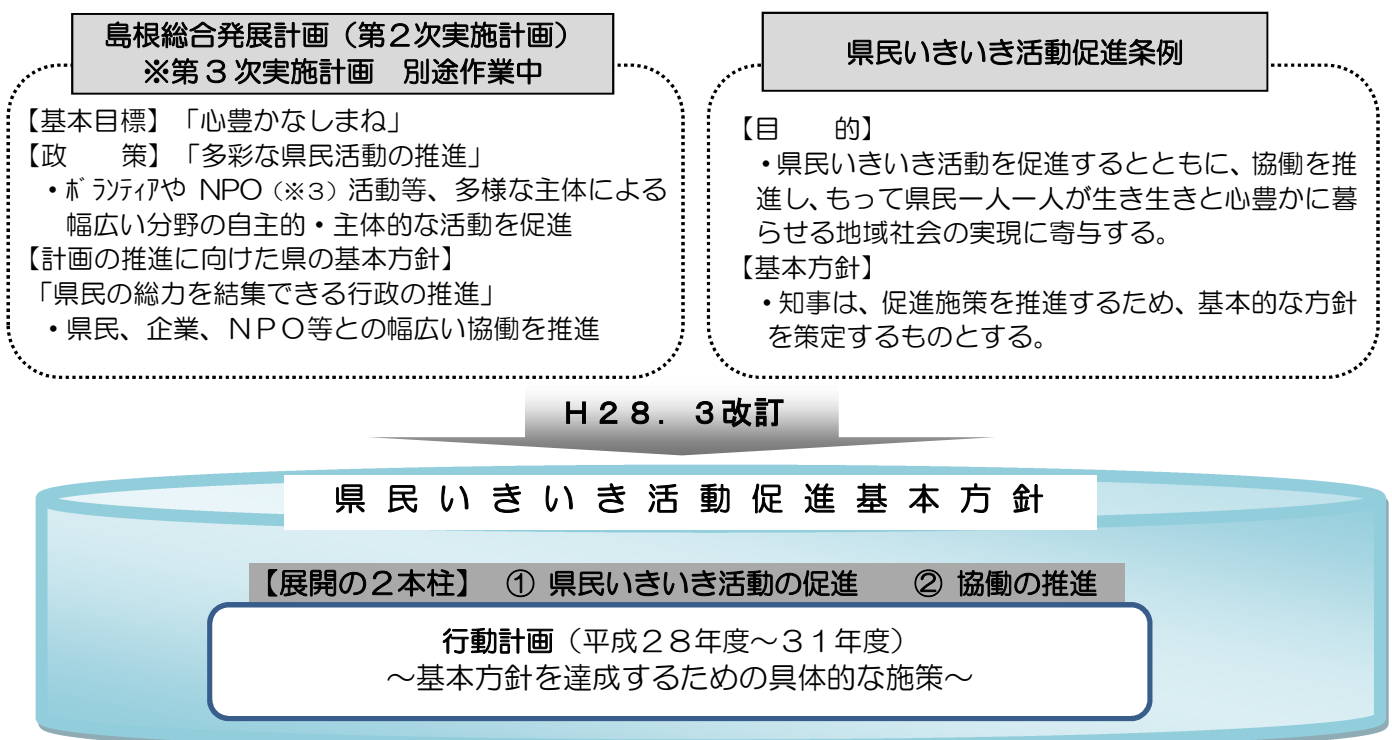 島根総合発展計画（第２次実施計画）
※第３次実施計画　別途作業中
【基本目標】「心豊かなしまね」
【政　　策】「多彩な県民活動の推進」
・ﾎﾞﾗﾝﾃｨｱや NPO（※３）活動等、多様な主体による
幅広い分野の自主的・主体的な活動を促進
【計画の推進に向けた県の基本方針】
「県民の総力を結集できる行政の推進」
・県民、企業、ＮＰＯ等との幅広い協働を推進
県民いきいき活動促進条例
【目　　的】
・県民いきいき活動を促進するとともに、協働を推
進し、もって県民一人一人が生き生きと心豊かに暮
らせる地域社会の実現に寄与する。
【基本方針】
・知事は、促進施策を推進するため、基本的な方針
を策定するものとする。
Ｈ２８．３改訂
県民いきいき活動促進基本方針
【展開の２本柱】　① 県民いきいき活動の促進　　② 協働の推進
行動計画（平成２８年度～３１年度）
～基本方針を達成するための具体的な施策～